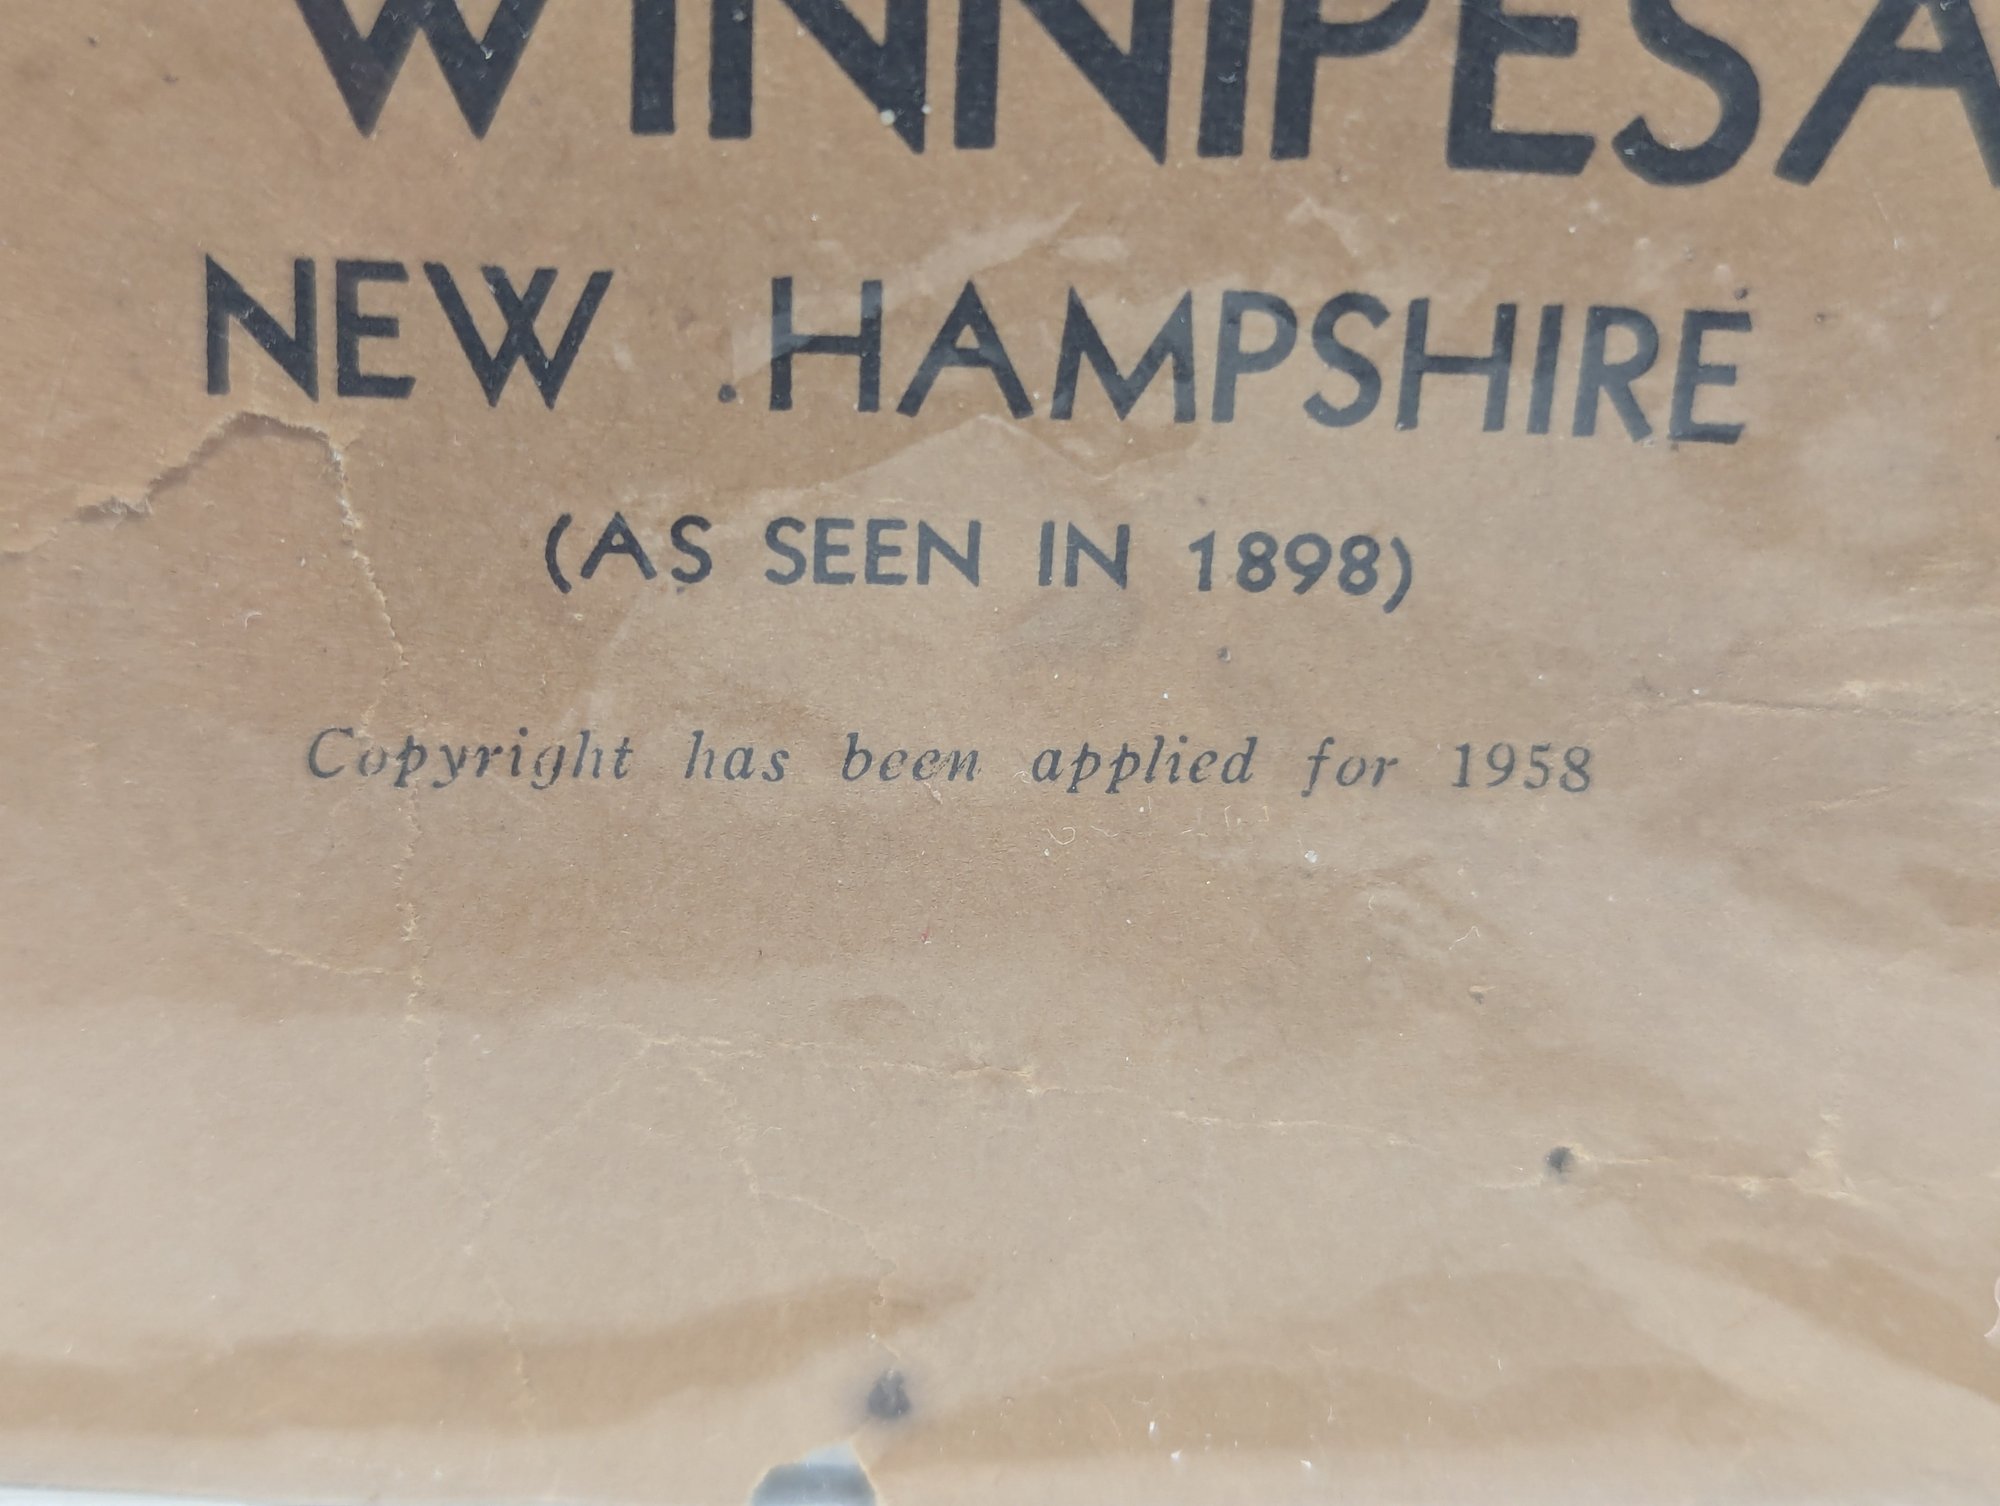 WINNIPESA
NEW HAMPSHIRE
(AS SEEN IN 1898)
Copyright has been applied for 1958